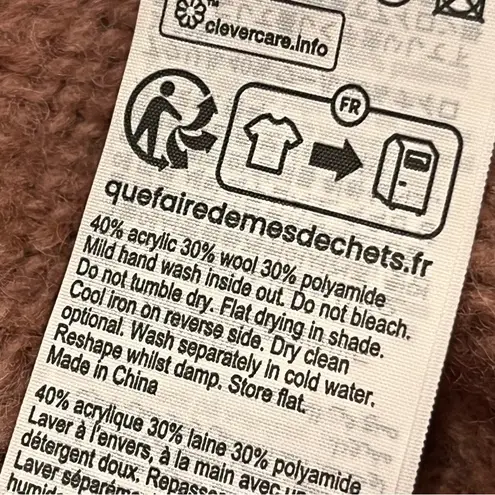 TM
clevercare.info
FR
quefairedemesdechets.fr
40% acrylic 30% wool 30% polyamide
Mild hand wash inside out. Do not bleach.
Do not tumble dry. Flat drying in shade.
Cool iron on reverse side. Dry clean
optional. Wash separately in cold water.
Reshape whilst damp. Store flat.
Made in China
40% acrylique 30% laine 30% polyamide
Laver à l'envers, à la main avec un
détergent doux. Repasser
Laver séparém
humid